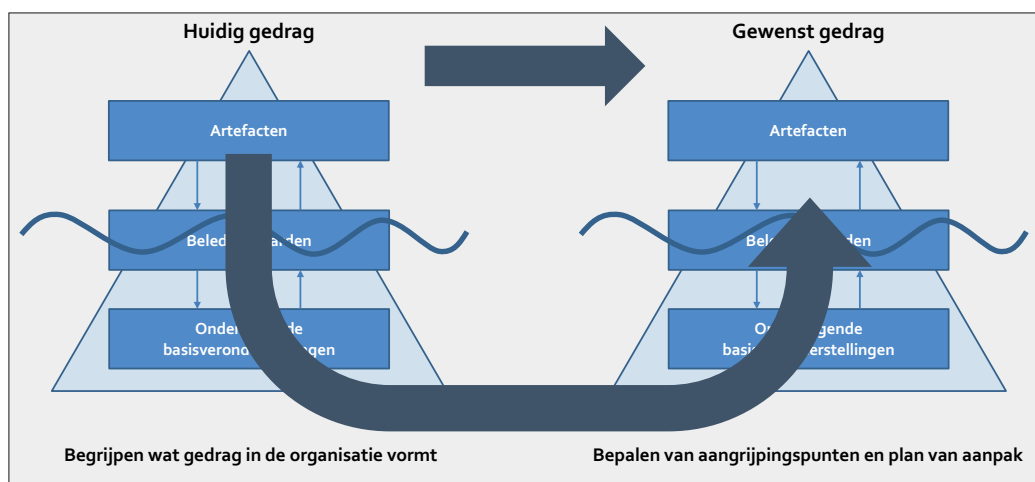 Huidig gedrag
Gewenst gedrag
Artefacten
Artefacten
Begrijpen wat gedrag in de organisatie vormt
Bepalen van aangrijpingspunten en plan van aanpak